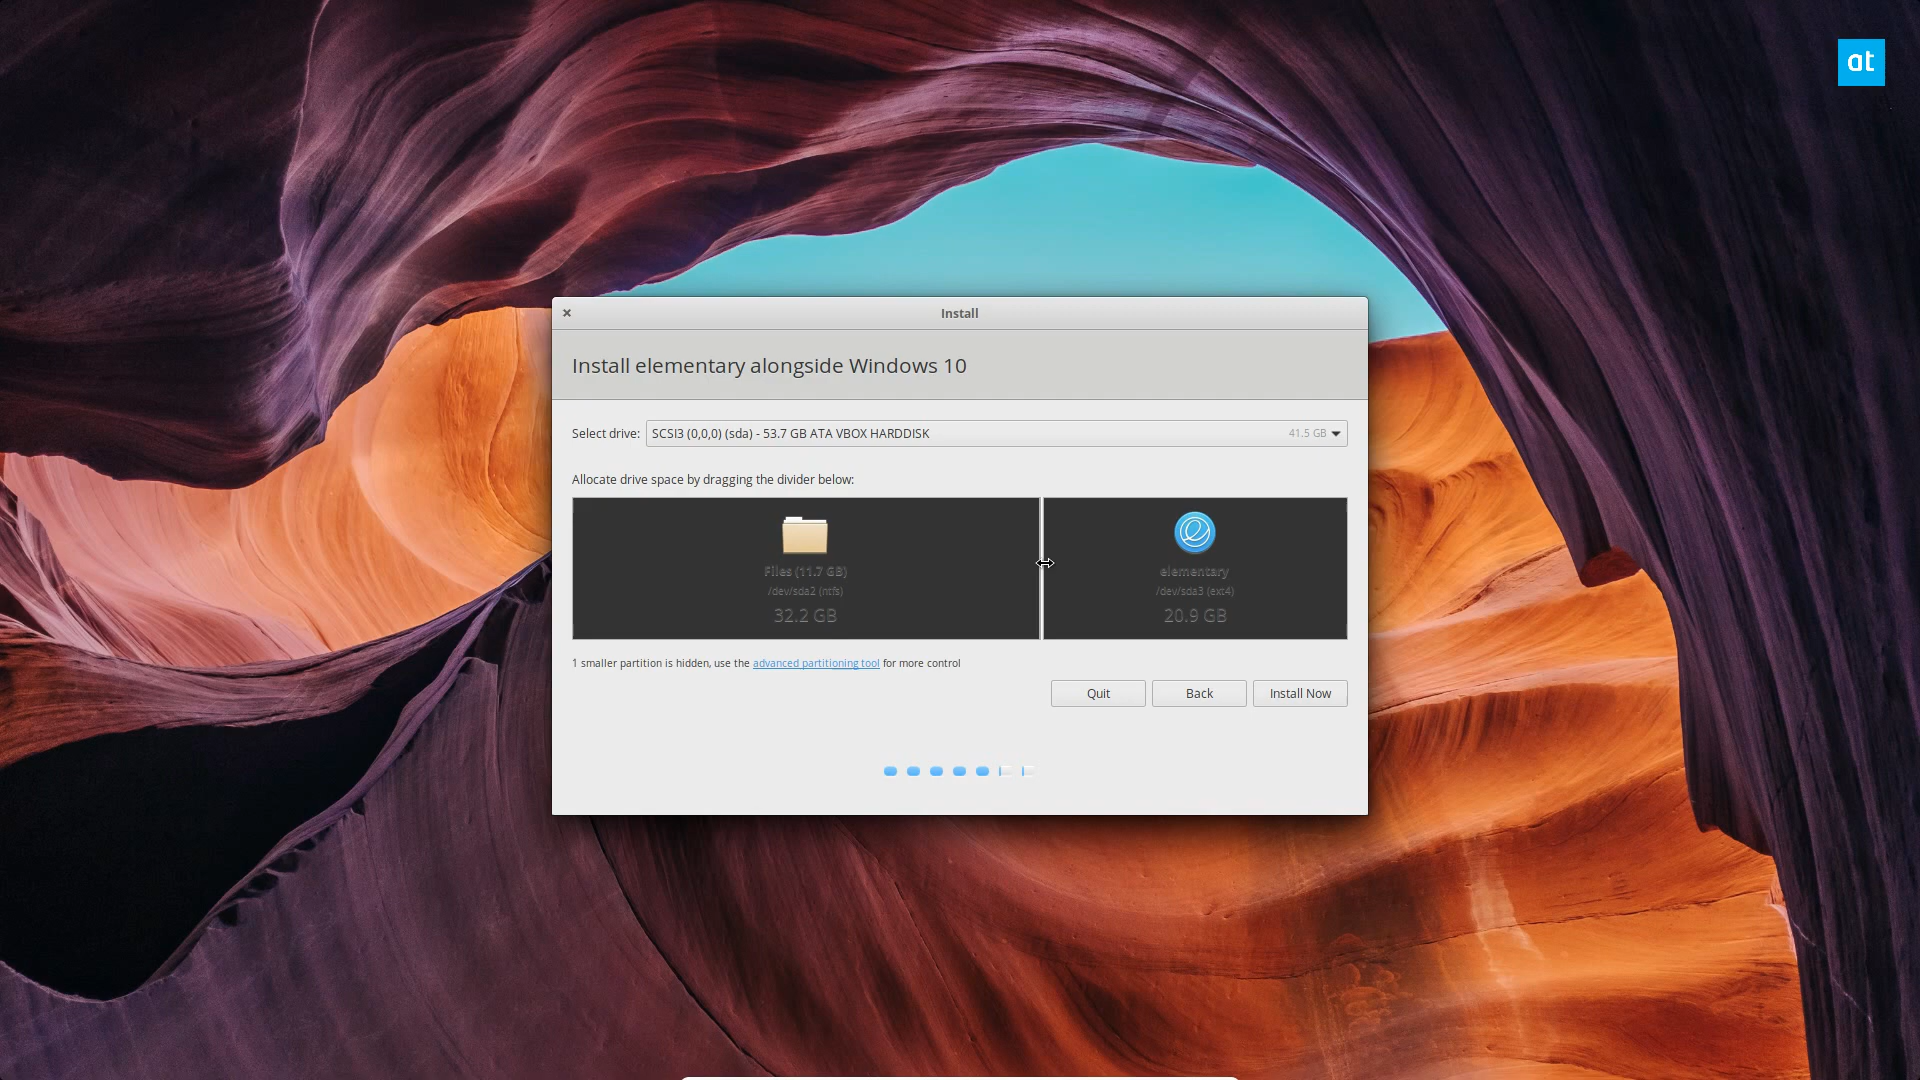 at
Install
Install elementary alongside Windows 10
Select drive: SCSI3 (0,0,0) (sda) - 53.7 GB ATA VBOX HARDDISK 41.5 GB
Allocate drive space by dragging the divider below:
Files (11.7 GB)
/dev/sda2 (ntfs)
32.2 GB
elementary
/dev/sda3 (ext4)
20.9 GB
1 smaller partition is hidden, use the advanced partitioning tool for more control
Quit Back Install Now